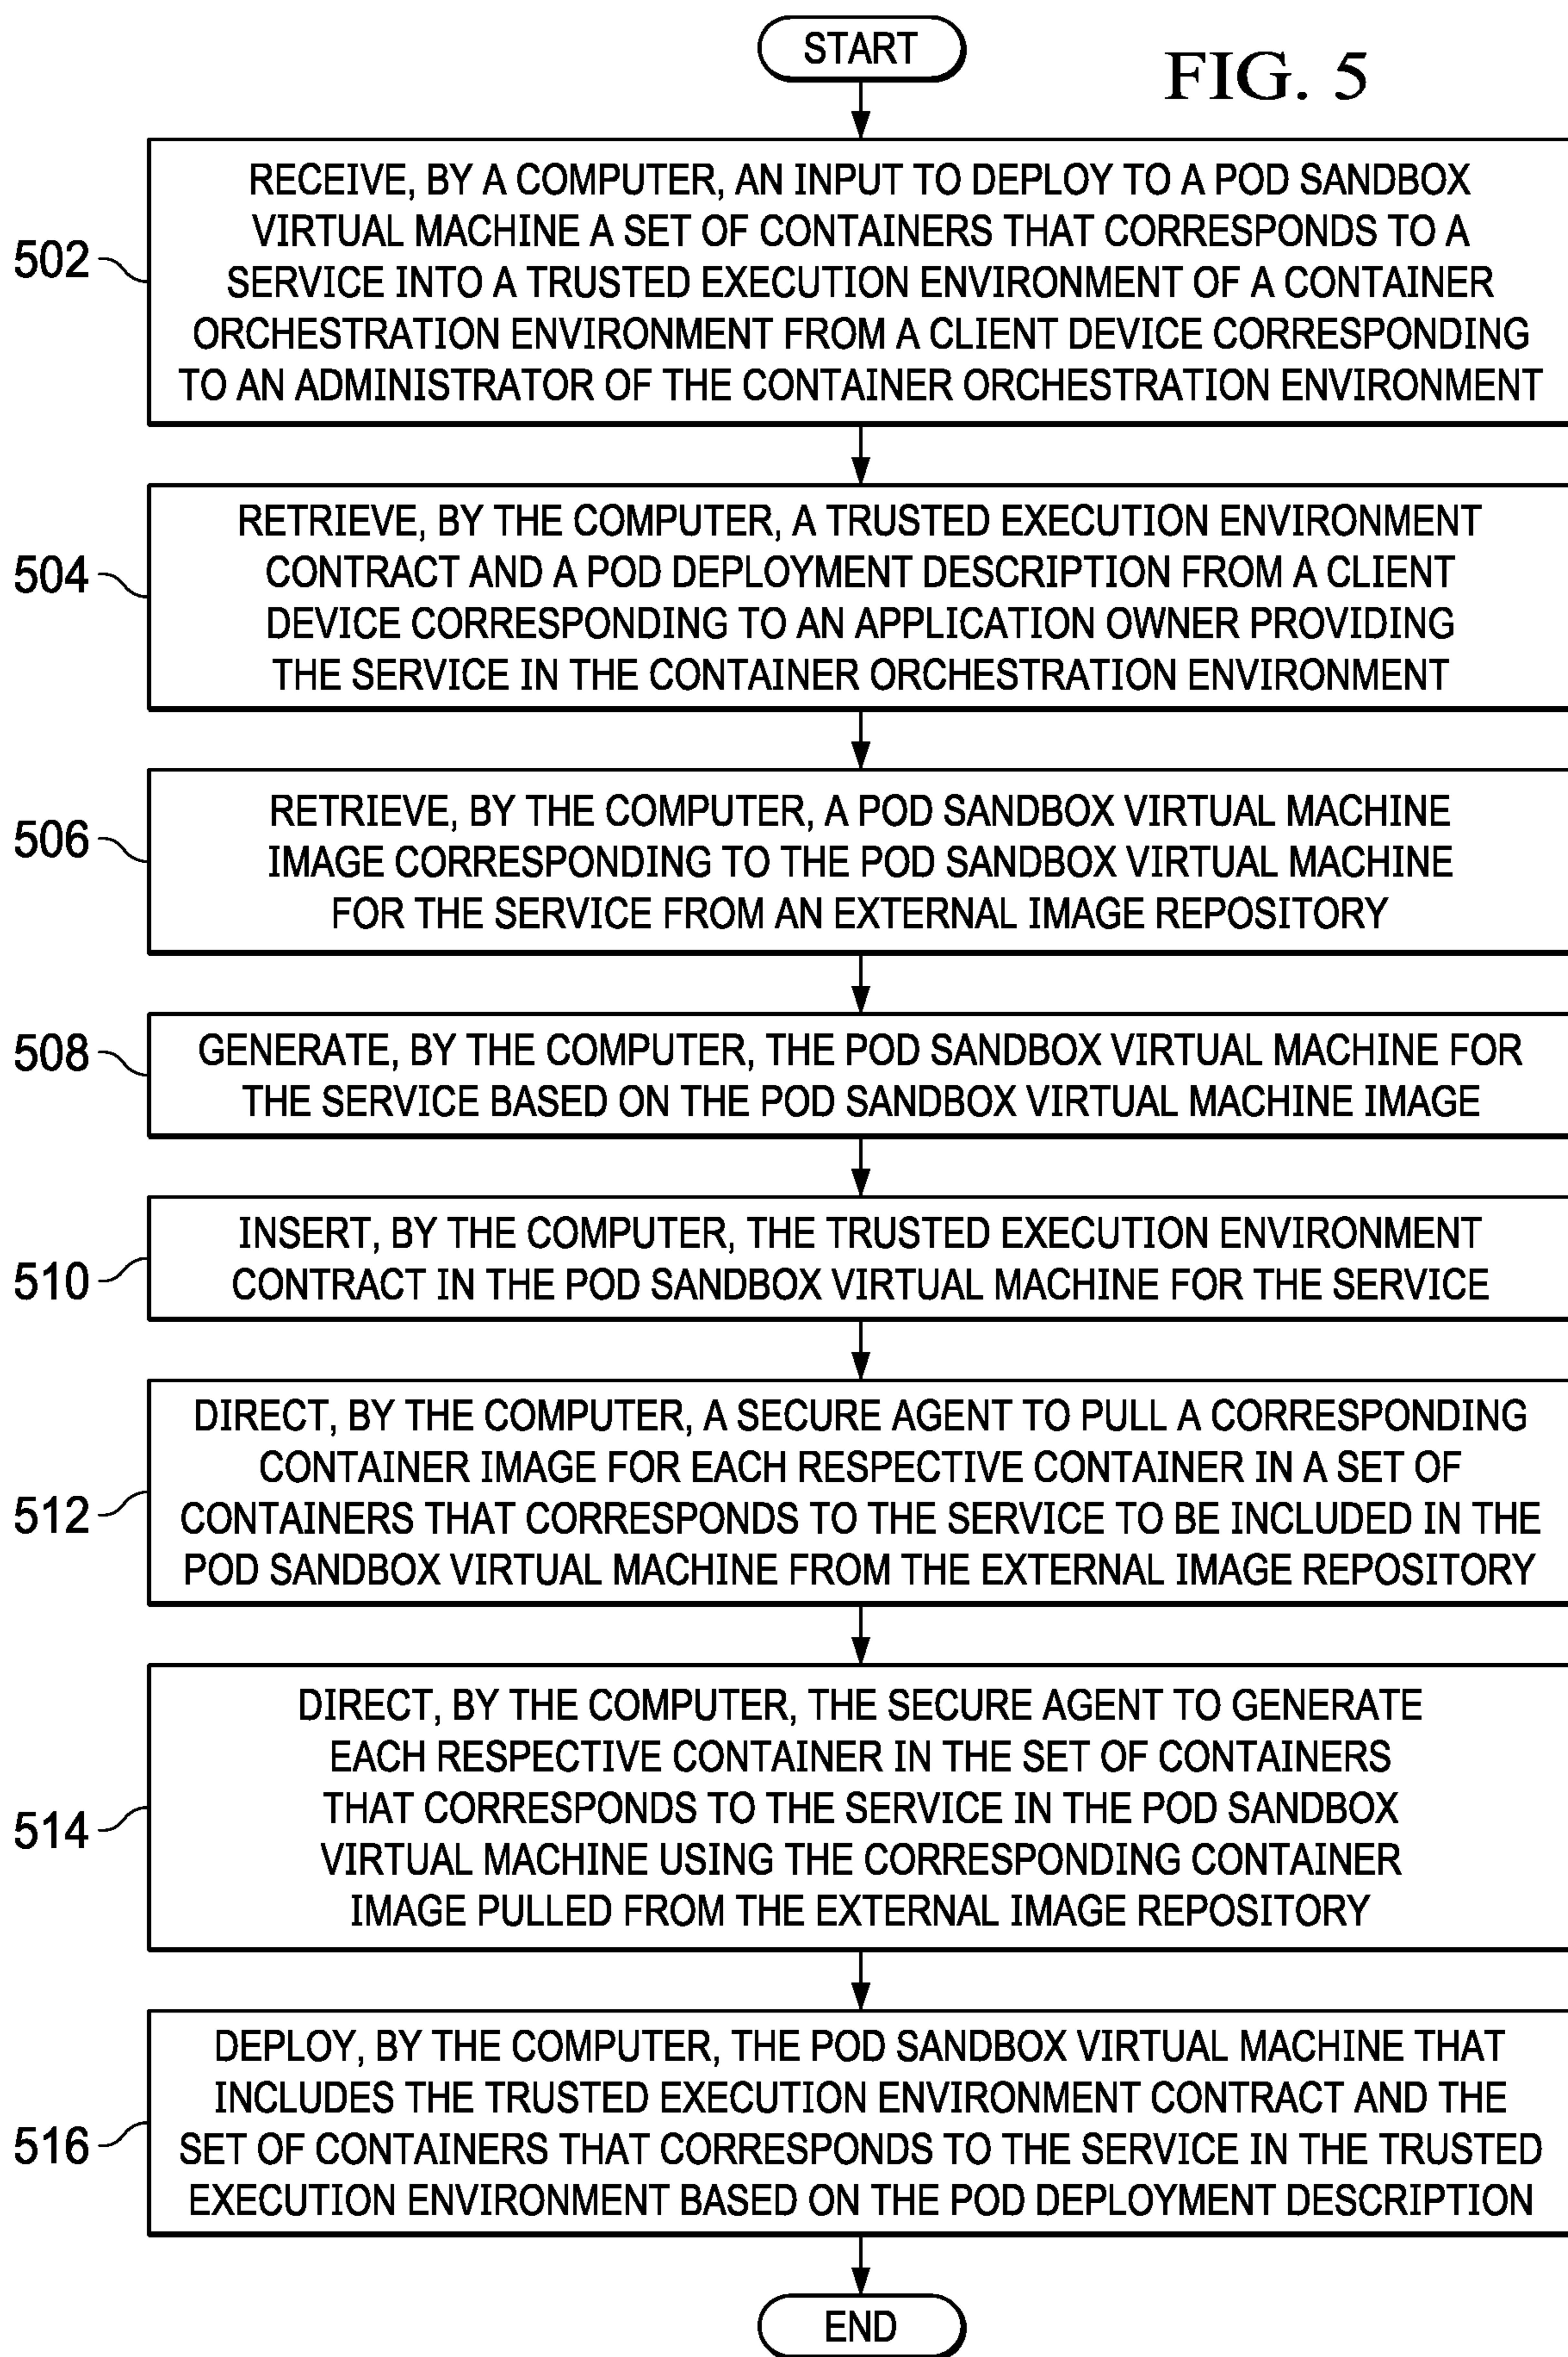 START
FIG. 5
502
RECEIVE, BY A COMPUTER, AN INPUT TO DEPLOY TO A POD SANDBOX
VIRTUAL MACHINE A SET OF CONTAINERS THAT CORRESPONDS TO A
SERVICE INTO A TRUSTED EXECUTION ENVIRONMENT OF A CONTAINER
ORCHESTRATION ENVIRONMENT FROM A CLIENT DEVICE CORRESPONDING
TO AN ADMINISTRATOR OF THE CONTAINER ORCHESTRATION ENVIRONMENT
504
RETRIEVE, BY THE COMPUTER, A TRUSTED EXECUTION ENVIRONMENT
CONTRACT AND A POD DEPLOYMENT DESCRIPTION FROM A CLIENT
DEVICE CORRESPONDING TO AN APPLICATION OWNER PROVIDING
THE SERVICE IN THE CONTAINER ORCHESTRATION ENVIRONMENT
506
RETRIEVE, BY THE COMPUTER, A POD SANDBOX VIRTUAL MACHINE
IMAGE CORRESPONDING TO THE POD SANDBOX VIRTUAL MACHINE
FOR THE SERVICE FROM AN EXTERNAL IMAGE REPOSITORY
508
GENERATE, BY THE COMPUTER, THE POD SANDBOX VIRTUAL MACHINE FOR
THE SERVICE BASED ON THE POD SANDBOX VIRTUAL MACHINE IMAGE
510
INSERT, BY THE COMPUTER, THE TRUSTED EXECUTION ENVIRONMENT
CONTRACT IN THE POD SANDBOX VIRTUAL MACHINE FOR THE SERVICE
512
DIRECT, BY THE COMPUTER, A SECURE AGENT TO PULL A CORRESPONDING
CONTAINER IMAGE FOR EACH RESPECTIVE CONTAINER IN A SET OF
CONTAINERS THAT CORRESPONDS TO THE SERVICE TO BE INCLUDED IN THE
POD SANDBOX VIRTUAL MACHINE FROM THE EXTERNAL IMAGE REPOSITORY
514
DIRECT, BY THE COMPUTER, THE SECURE AGENT TO GENERATE
EACH RESPECTIVE CONTAINER IN THE SET OF CONTAINERS
THAT CORRESPONDS TO THE SERVICE IN THE POD SANDBOX
VIRTUAL MACHINE USING THE CORRESPONDING CONTAINER
IMAGE PULLED FROM THE EXTERNAL IMAGE REPOSITORY
516
DEPLOY, BY THE COMPUTER, THE POD SANDBOX VIRTUAL MACHINE THAT
INCLUDES THE TRUSTED EXECUTION ENVIRONMENT CONTRACT AND THE
SET OF CONTAINERS THAT CORRESPONDS TO THE SERVICE IN THE TRUSTED
EXECUTION ENVIRONMENT BASED ON THE POD DEPLOYMENT DESCRIPTION
END